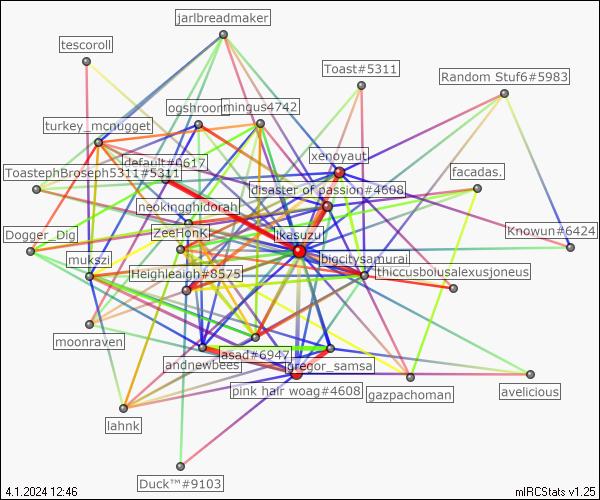 jarlbreadmaker
tescoroll
Toast#5311
Random Stuf6#5983
ogshroom
mingus4742
turkey_mcnugget
xenoyaut
default#0617
facadas.
ToastephBroseph5311#5311
disaster of passion#4608
neokingghidorah
Dogger_Dig
ZeeHonKi
ikasuzu
Knowun#6424
mukszi
bigcitysamurai
Heighleaigh#8575
thiccusboiusalexusjoneus
moonraven
asad#6947
andnewbees
gregor_samsa
pink hair woag#4608
gazpachoman
avelicious
lahnk
Duck™#9103
4.1.2024 12:46
mIRCStats v1.25